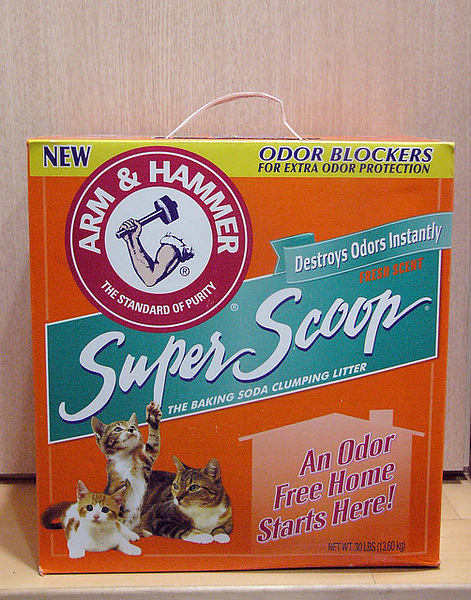 NEW
ODOR BLOCKERS
FOR EXTRA ODOR PROTECTION
ARM & HAMMER
®
THE STANDARD OF PURITY
®
Destroys Odors Instantly
FRESH SCENT
Super Scoop®
THE BAKING SODA CLUMPING LITTER
An Odor
Free Home
Starts Here!
NET WT. 30 LBS (13.60 kg)